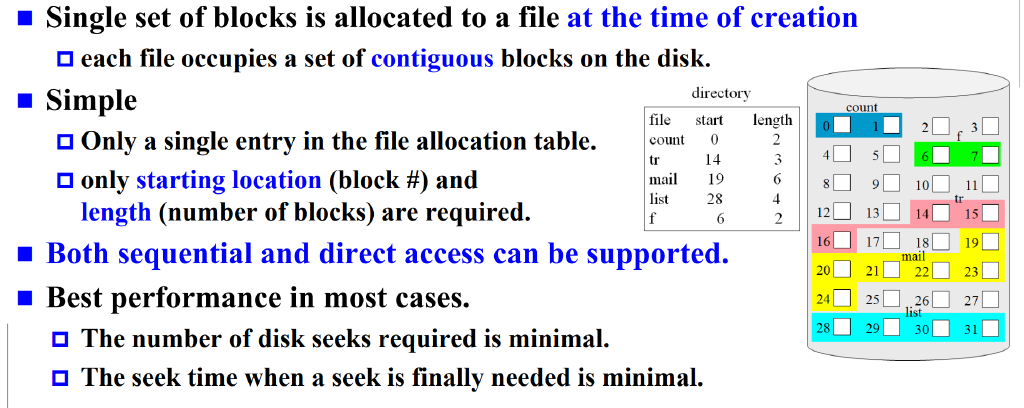 Single set of blocks is allocated to a file at the time of creation
each file occupies a set of contiguous blocks on the disk.
Simple
Only a single entry in the file allocation table.
only starting location (block #) and
length (number of blocks) are required.
Both sequential and direct access can be supported.
Best performance in most cases.
The number of disk seeks required is minimal.
The seek time when a seek is finally needed is minimal.
directory
file start length
count 0 2
tr 14 3
mail 19 6
list 28 4
f 6 2
count
0 1 2 3
f
4 5 6 7
8 9 10 11
tr
12 13 14 15
16 17 18 19
mail
20 21 22 23
24 25 26 27
list
28 29 30 31